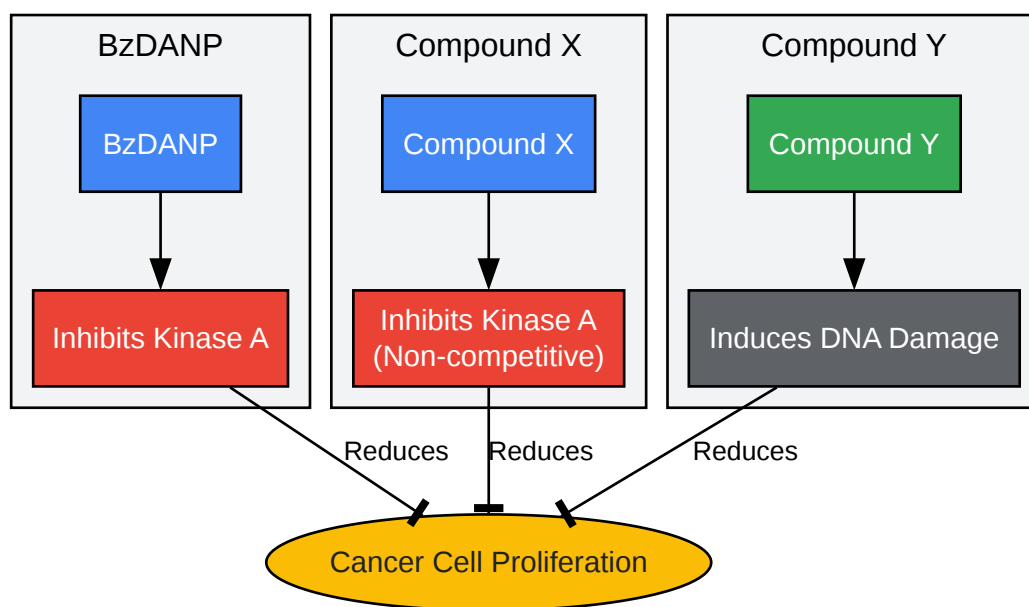 BzDANP
Compound X
Compound Y
BzDANP
Compound X
Compound Y
Inhibits Kinase A
Inhibits Kinase A
(Non-competitive)
Induces DNA Damage
Reduces
Reduces
Reduces
Cancer Cell Proliferation